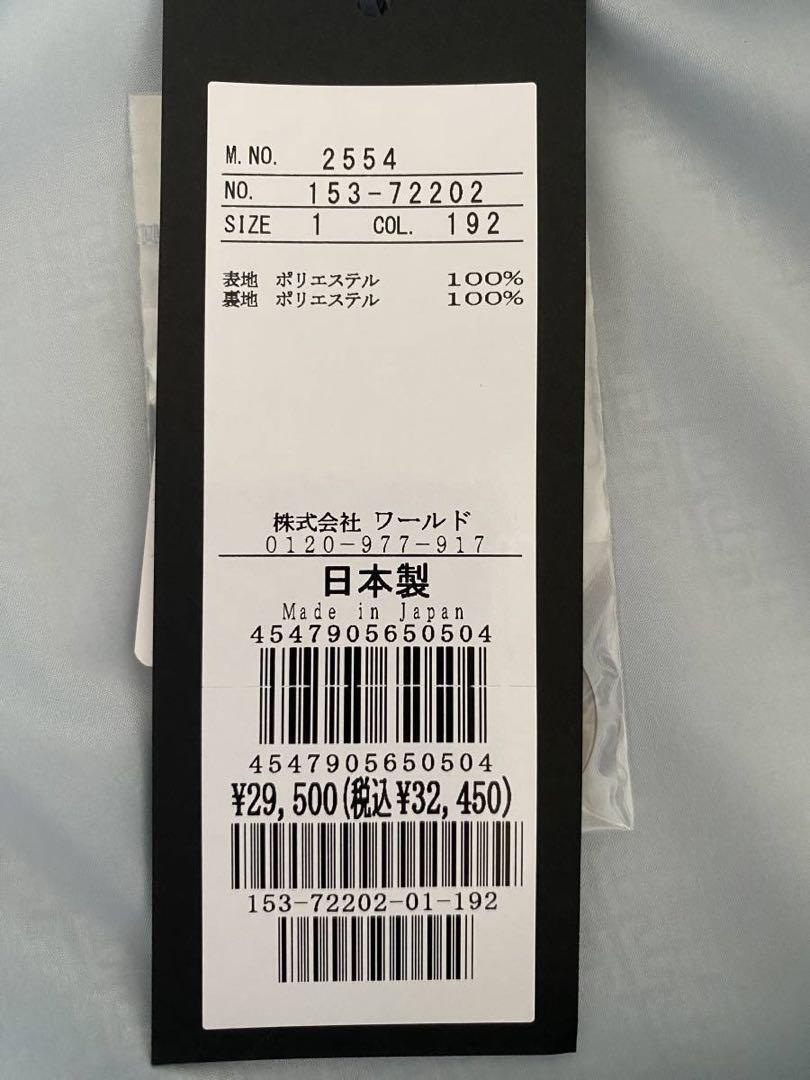 M.NO. 2554
NO. 153-72202
SIZE 1 COL. 192
表地 ポリエステル 100%
裏地 ポリエステル 100%
株式会社 ワールド
0120-977-917
日本製
Made in Japan
4547905650504
4547905650504
¥29,500(税込¥32,450)
153-72202-01-192